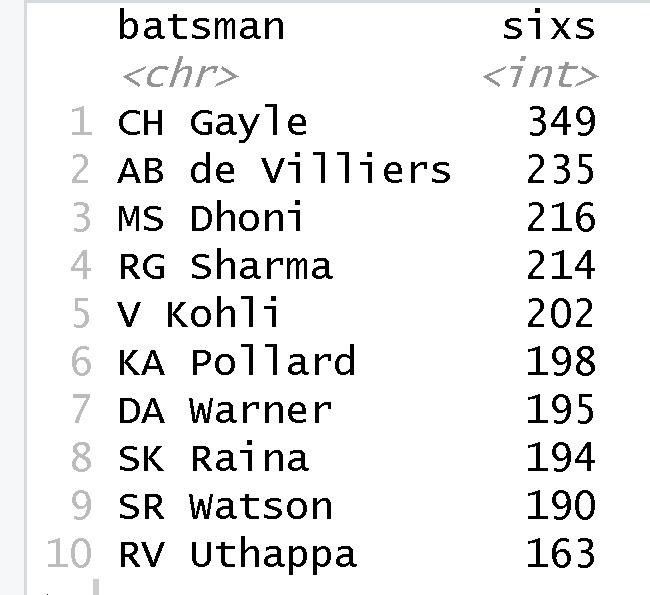 batsman sixs
<chr> <int>
1 CH Gayle 349
2 AB de Villiers 235
3 MS Dhoni 216
4 RG Sharma 214
5 V Kohli 202
6 KA Pollard 198
7 DA Warner 195
8 SK Raina 194
9 SR Watson 190
10 RV Uthappa 163